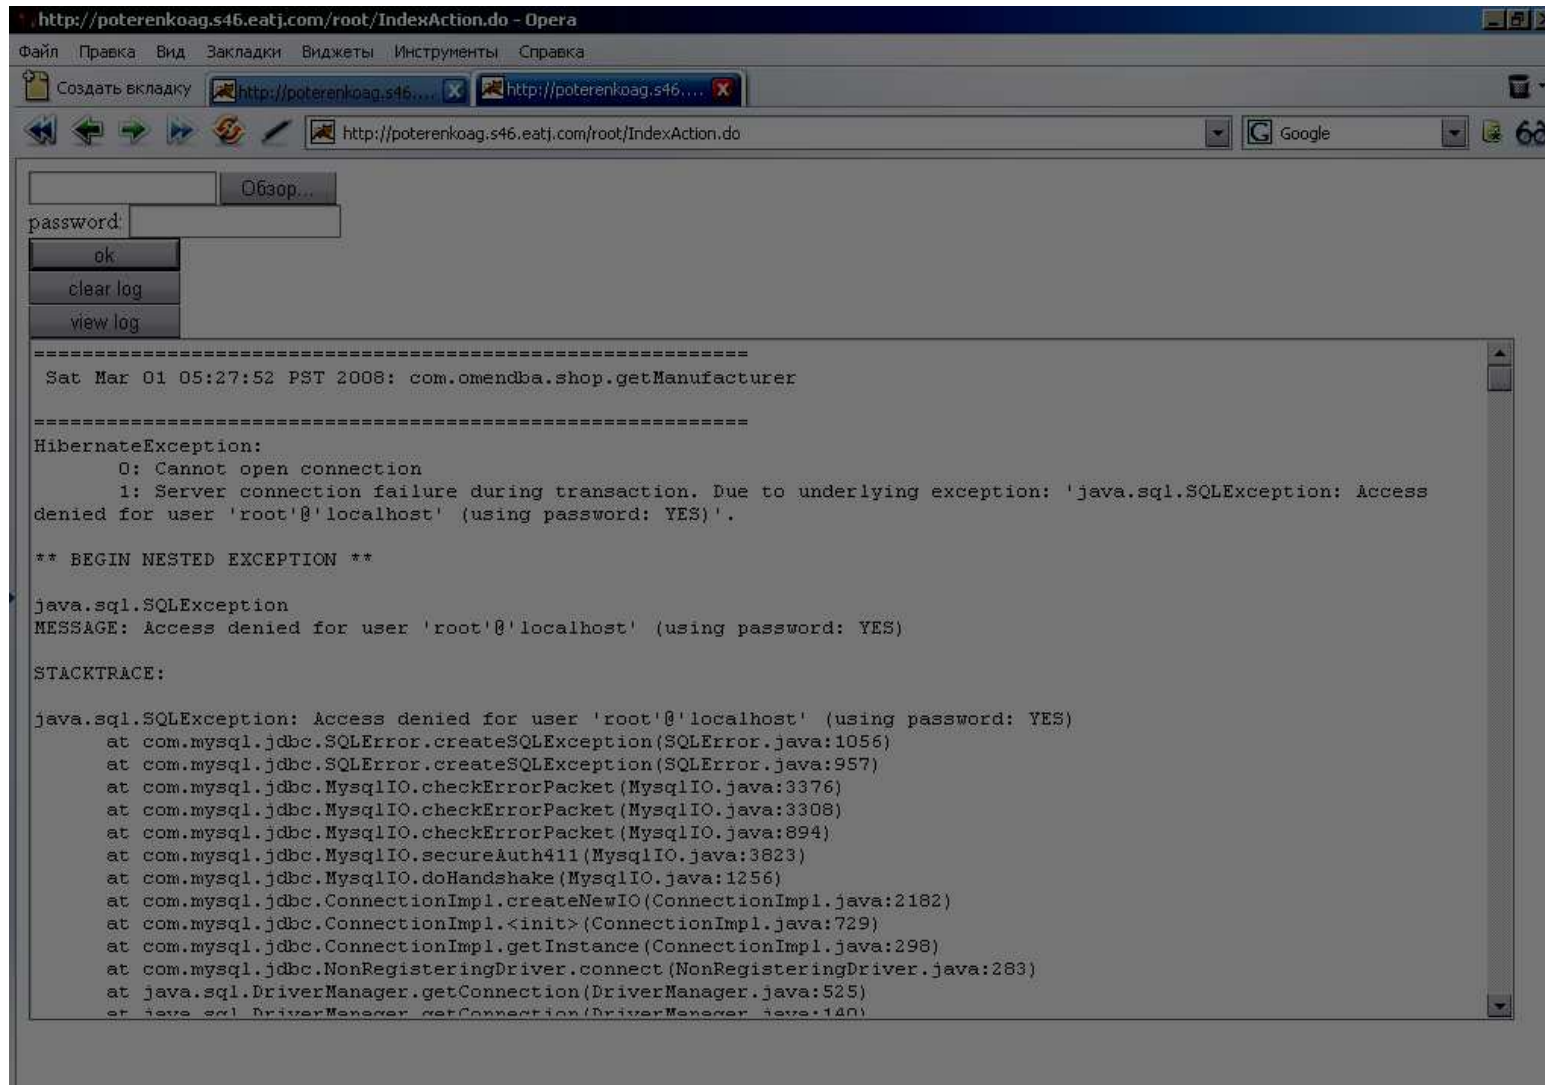 http://poterenkoag.s46.eatj.com/root/IndexAction.do - Opera
Файл Правка Вид Закладки Виджеты Инструменты Справка
Создать вкладку http://poterenkoag.s46.... http://poterenkoag.s46....
http://poterenkoag.s46.eatj.com/root/IndexAction.do Google
Обзор...
password:
ok
clear log
view log
===========================================================
Sat Mar 01 05:27:52 PST 2008: com.omendba.shop.getManufacturer
===========================================================
HibernateException:
0: Cannot open connection
1: Server connection failure during transaction. Due to underlying exception: 'java.sql.SQLException: Access
denied for user 'root'@'localhost' (using password: YES)'.
** BEGIN NESTED EXCEPTION **
java.sql.SQLException
MESSAGE: Access denied for user 'root'@'localhost' (using password: YES)
STACKTRACE:
java.sql.SQLException: Access denied for user 'root'@'localhost' (using password: YES)
at com.mysql.jdbc.SQLError.createSQLException(SQLError.java:1056)
at com.mysql.jdbc.SQLError.createSQLException(SQLError.java:957)
at com.mysql.jdbc.MysqlIO.checkErrorPacket(MysqlIO.java:3376)
at com.mysql.jdbc.MysqlIO.checkErrorPacket(MysqlIO.java:3308)
at com.mysql.jdbc.MysqlIO.checkErrorPacket(MysqlIO.java:894)
at com.mysql.jdbc.MysqlIO.secureAuth411(MysqlIO.java:3823)
at com.mysql.jdbc.MysqlIO.doHandshake(MysqlIO.java:1256)
at com.mysql.jdbc.ConnectionImpl.createNewIO(ConnectionImpl.java:2182)
at com.mysql.jdbc.ConnectionImpl.<init>(ConnectionImpl.java:729)
at com.mysql.jdbc.ConnectionImpl.getInstance(ConnectionImpl.java:298)
at com.mysql.jdbc.NonRegisteringDriver.connect(NonRegisteringDriver.java:283)
at java.sql.DriverManager.getConnection(DriverManager.java:525)
at java.sql.DriverManager.getConnection(DriverManager.java:140)